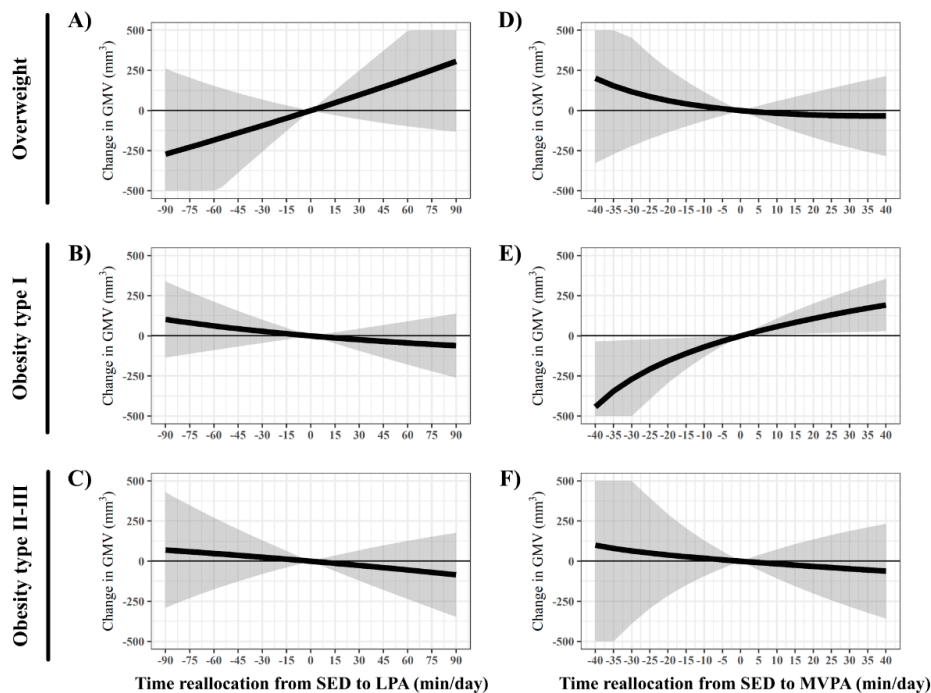 A)
D)
Overweight
Change in GMV (mm³)
500
250
0
-250
-500
-90 -75 -60 -45 -30 -15 0 15 30 45 60 75 90
Change in GMV (mm³)
500
250
0
-250
-500
-40 -35 -30 -25 -20 -15 -10 -5 0 5 10 15 20 25 30 35 40
B)
E)
Obesity type I
Change in GMV (mm³)
500
250
0
-250
-500
-90 -75 -60 -45 -30 -15 0 15 30 45 60 75 90
Change in GMV (mm³)
500
250
0
-250
-500
-40 -35 -30 -25 -20 -15 -10 -5 0 5 10 15 20 25 30 35 40
C)
F)
Obesity type II-III
Change in GMV (mm³)
500
250
0
-250
-500
-90 -75 -60 -45 -30 -15 0 15 30 45 60 75 90
Change in GMV (mm³)
500
250
0
-250
-500
-40 -35 -30 -25 -20 -15 -10 -5 0 5 10 15 20 25 30 35 40
Time reallocation from SED to LPA (min/day)
Time reallocation from SED to MVPA (min/day)